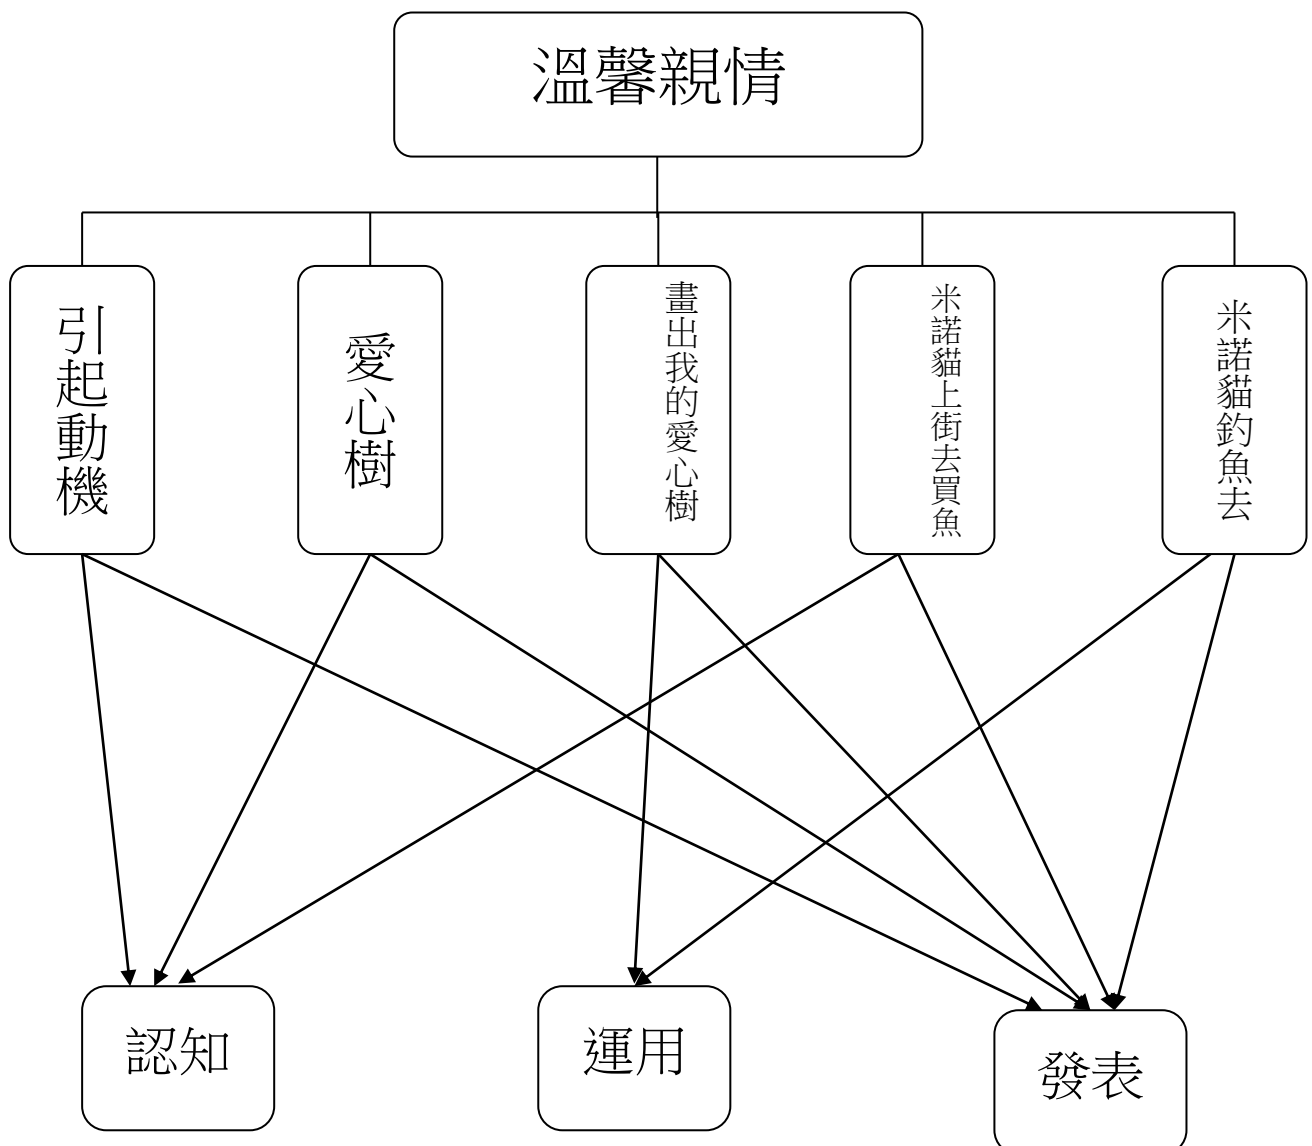 溫馨親情
引起動機
愛心樹
畫出我的愛心樹
米諾貓上街去買魚
米諾貓釣魚去
認知
運用
發表